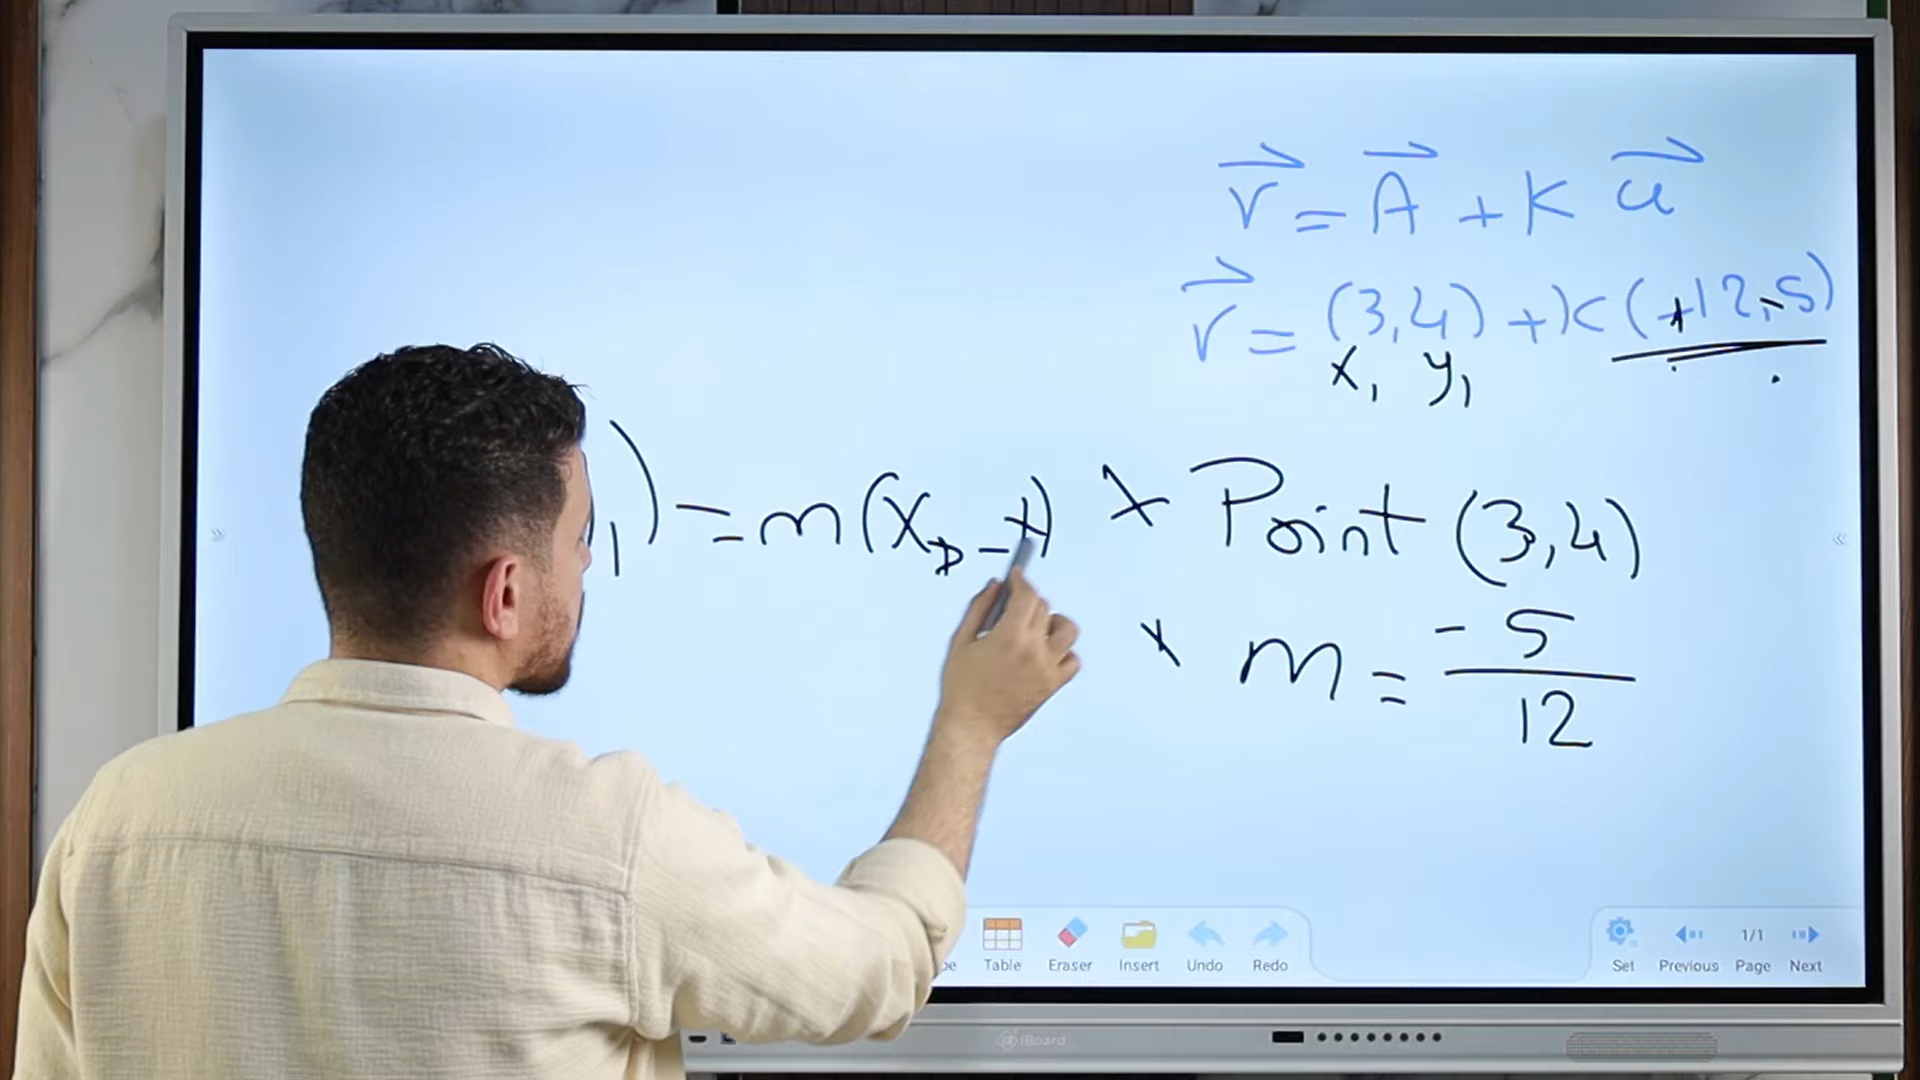 r = A + K u
r = (3,4) + K (+12,-5)
x₁ y₁
₁) = m(x
× Point (3,4)
× m = -5/12
Table Eraser Insert Undo Redo
Set Previous 1/1 Page Next
iBoard